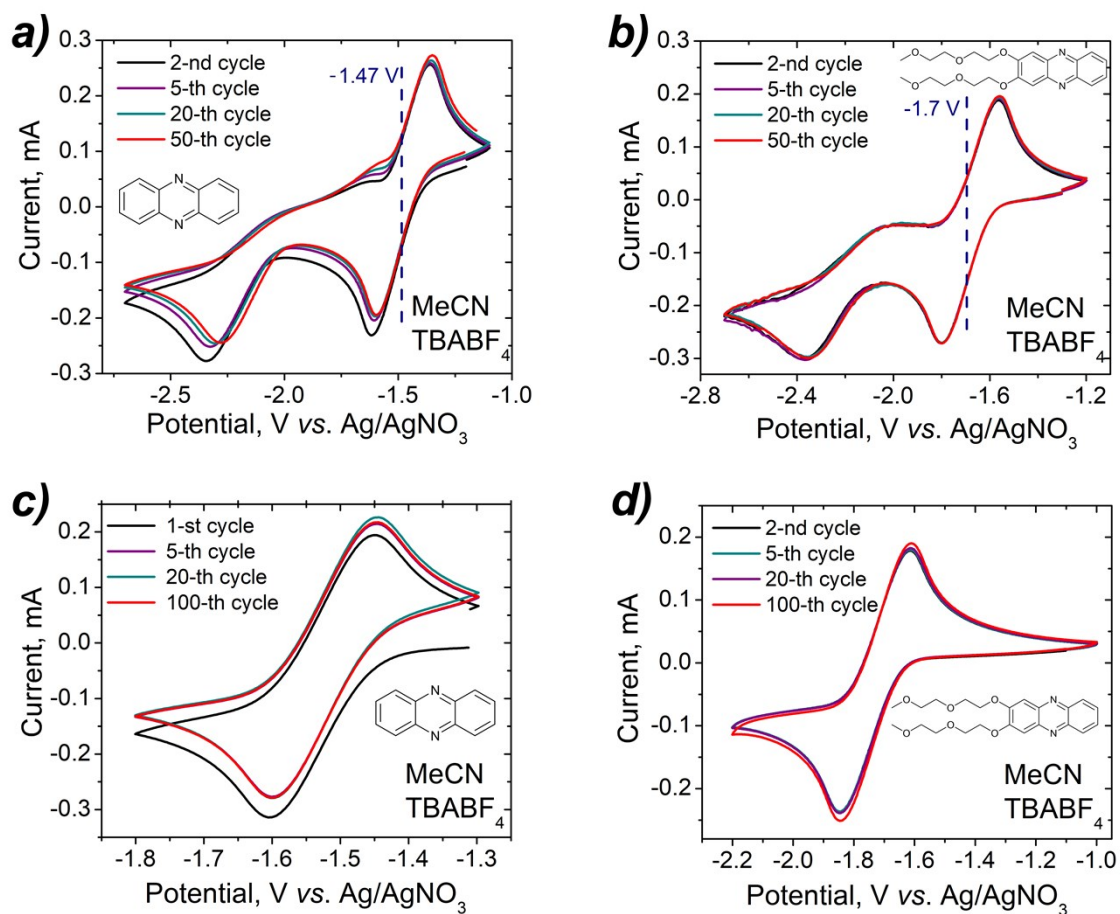 a)
0.3
0.2
0.1
0.0
-0.1
-0.2
-0.3
Current, mA
2-nd cycle
5-th cycle
20-th cycle
50-th cycle
-1.47 V
N
N
MeCN
TBABF4
-2.5
-2.0
-1.5
-1.0
Potential, V vs. Ag/AgNO3
b)
0.3
0.2
0.1
0.0
-0.1
-0.2
-0.3
Current, mA
2-nd cycle
5-th cycle
20-th cycle
50-th cycle
-1.7 V
O O O N
O O O N
MeCN
TBABF4
-2.8
-2.6
-2.4
-2.2
-2.0
-1.8
-1.6
-1.4
-1.2
Potential, V vs. Ag/AgNO3
c)
0.2
0.1
0.0
-0.1
-0.2
-0.3
Current, mA
1-st cycle
5-th cycle
20-th cycle
100-th cycle
N
N
MeCN
TBABF4
-1.8
-1.7
-1.6
-1.5
-1.4
-1.3
Potential, V vs. Ag/AgNO3
d)
0.2
0.1
0.0
-0.1
-0.2
Current, mA
2-nd cycle
5-th cycle
20-th cycle
100-th cycle
O O O N
O O O N
MeCN
TBABF4
-2.2
-2.0
-1.8
-1.6
-1.4
-1.2
-1.0
Potential, V vs. Ag/AgNO3